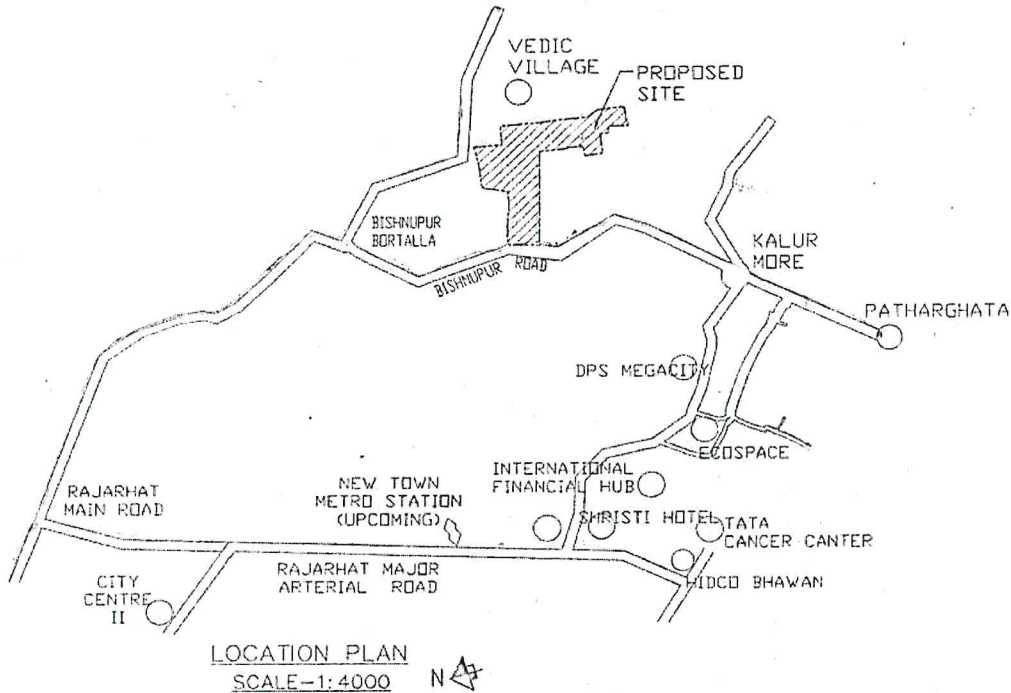 VEDIC
VILLAGE
PROPOSED
SITE
BISHNUPUR
BORTALLA
BISHNUPUR ROAD
KALUR
MORE
PATHARGHATA
DPS MEGACITY
ECOSPACE
INTERNATIONAL
FINANCIAL HUB
NEW TOWN
METRO STATION
(UPCOMING)
RAJARHAT
MAIN ROAD
SHRISTI HOTEL
TATA
CANCER CANTER
HIDCO BHAWAN
RAJARHAT MAJOR
ARTERIAL ROAD
CITY
CENTRE
II
LOCATION PLAN
SCALE-1:4000
N